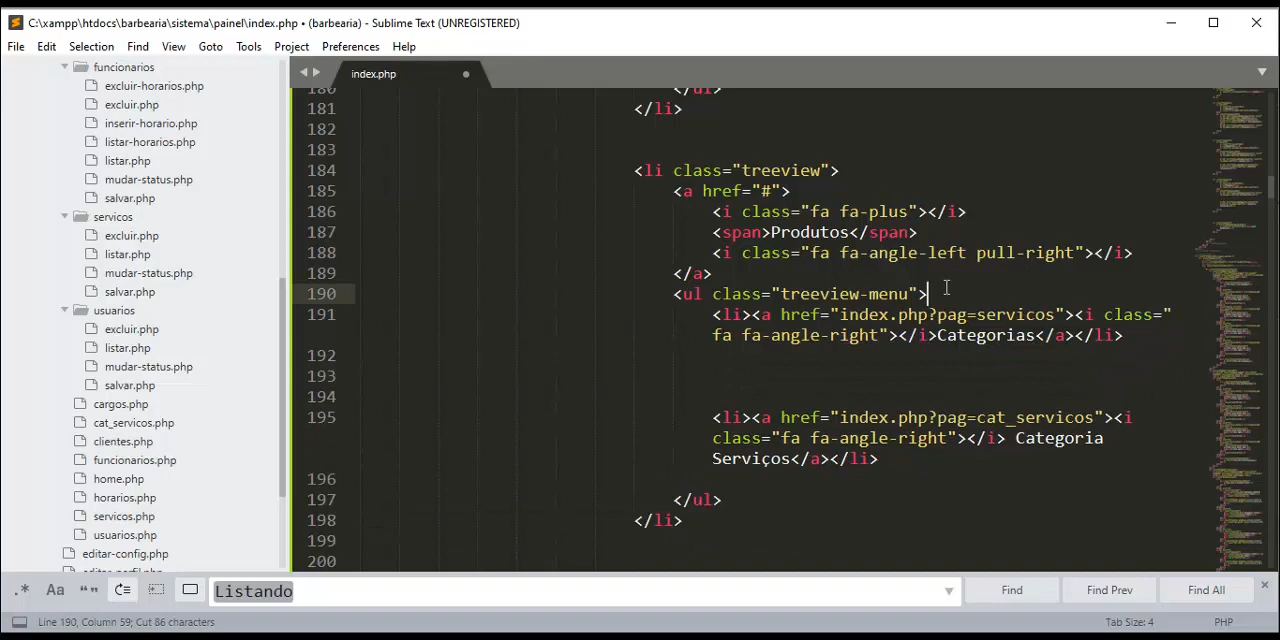 C:\xampp\htdocs\barbearia\sistema\painel\index.php • (barbearia) - Sublime Text (UNREGISTERED)
File Edit Selection Find View Goto Tools Project Preferences Help
funcionarios
excluir-horarios.php
excluir.php
inserir-horario.php
listar-horarios.php
listar.php
mudar-status.php
salvar.php
servicos
excluir.php
listar.php
mudar-status.php
salvar.php
usuarios
excluir.php
listar.php
mudar-status.php
salvar.php
cargos.php
cat_servicos.php
clientes.php
funcionarios.php
home.php
horarios.php
servicos.php
usuarios.php
editar-config.php
editar-perfil.php
index.php
180 </ul>
181 </li>
182
183
184 <li class="treeview">
185 <a href="#">
186 <i class="fa fa-plus"></i>
187 <span>Produtos</span>
188 <i class="fa fa-angle-left pull-right"></i>
189 </a>
190 <ul class="treeview-menu">
191 <li><a href="index.php?pag=servicos"><i class="
fa fa-angle-right"></i>Categorias</a></li>
192
193
194
195 <li><a href="index.php?pag=cat_servicos"><i
class="fa fa-angle-right"></i> Categoria
Serviços</a></li>
196
197 </ul>
198 </li>
199
200
.* Aa “” Listando Find Find Prev Find All
Line 190, Column 59; Cut 86 characters Tab Size: 4 PHP